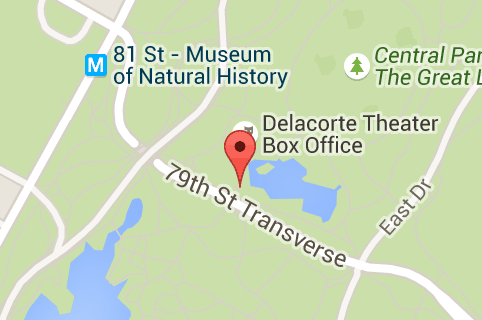 M
81 St - Museum
of Natural History
Central Par
The Great L
Delacorte Theater
Box Office
79th St Transverse
East Dr